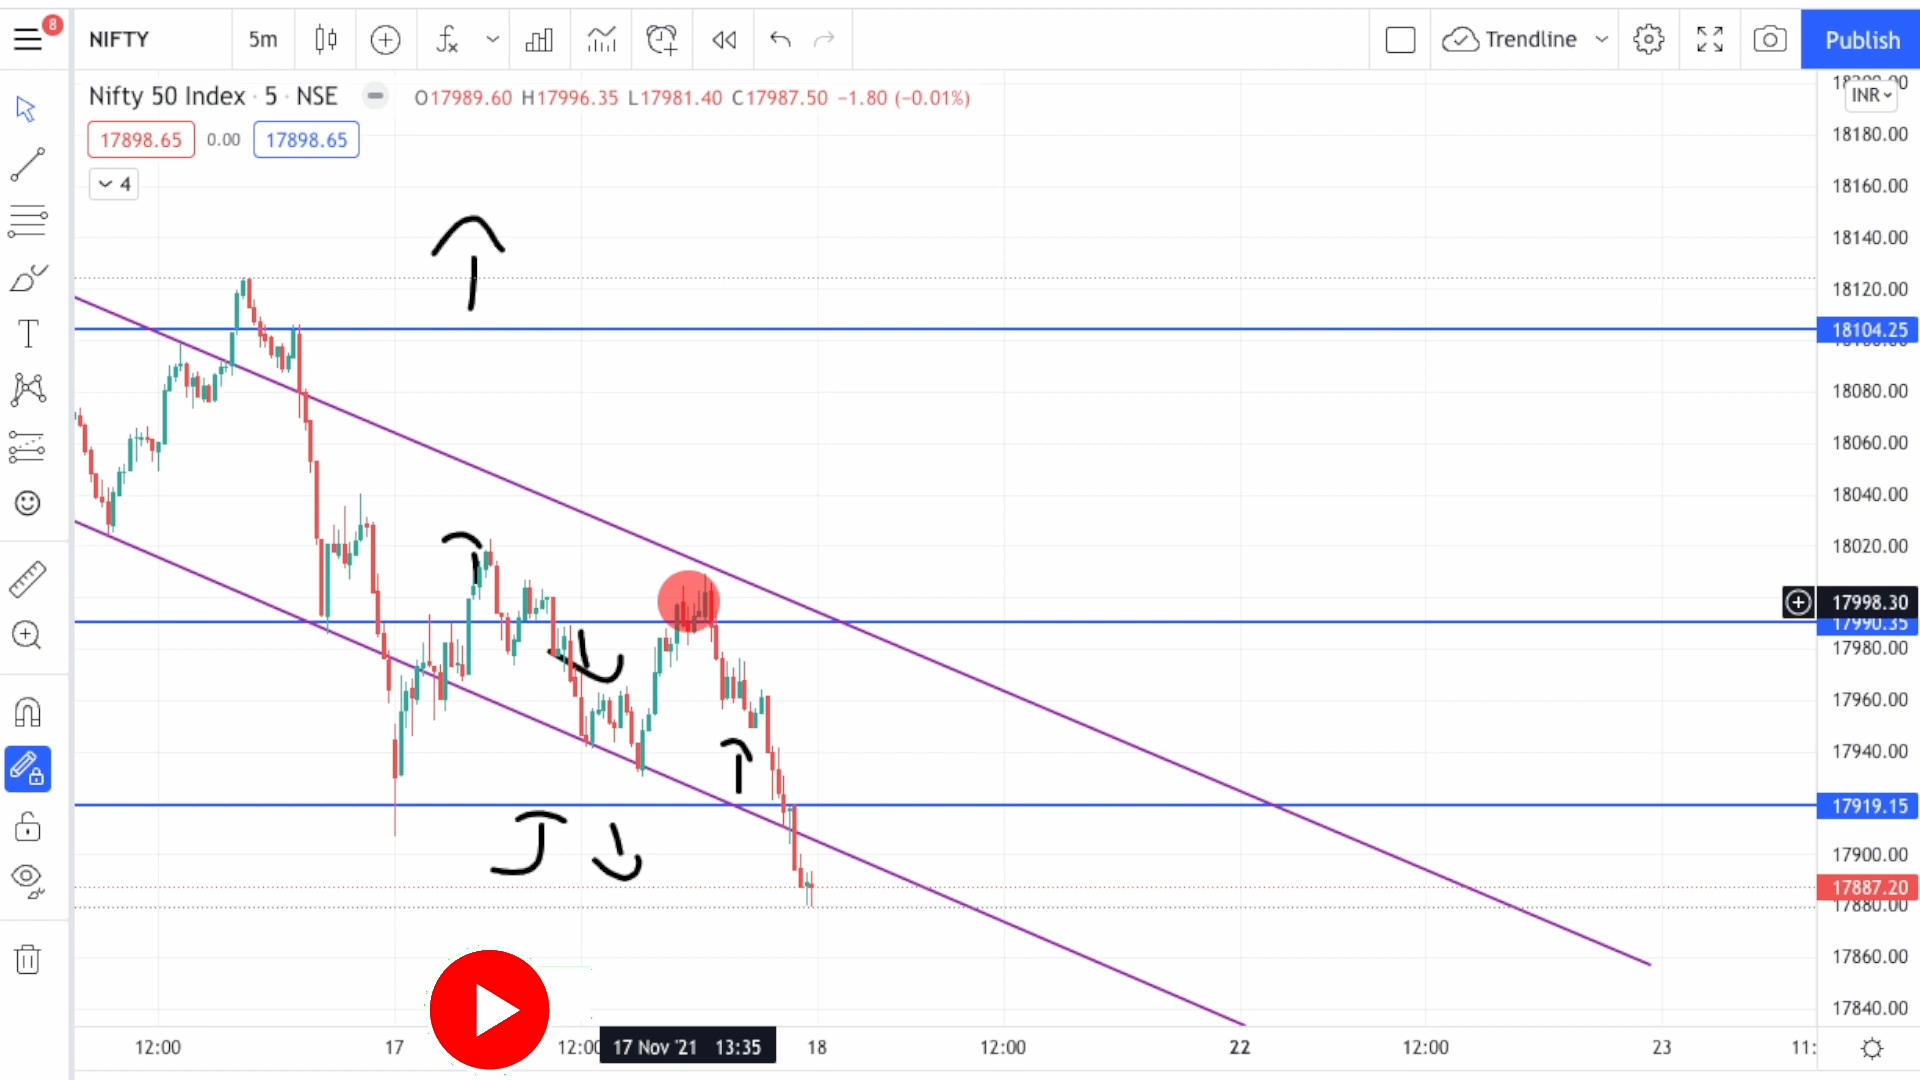 8
NIFTY
5m
fx
Trendline
Publish
Nifty 50 Index · 5 · NSE
O17989.60 H17996.35 L17981.40 C17987.50 −1.80 (−0.01%)
INR
17898.65 0.00 17898.65
4
T
18180.00
18160.00
18140.00
18120.00
18104.25
18080.00
18060.00
18040.00
18020.00
17998.30
17990.35
17980.00
17960.00
17940.00
17919.15
17900.00
17887.20
17880.00
17860.00
17840.00
12:00 17 12:00 17 Nov '21 13:35 18 12:00 22 12:00 23 11: